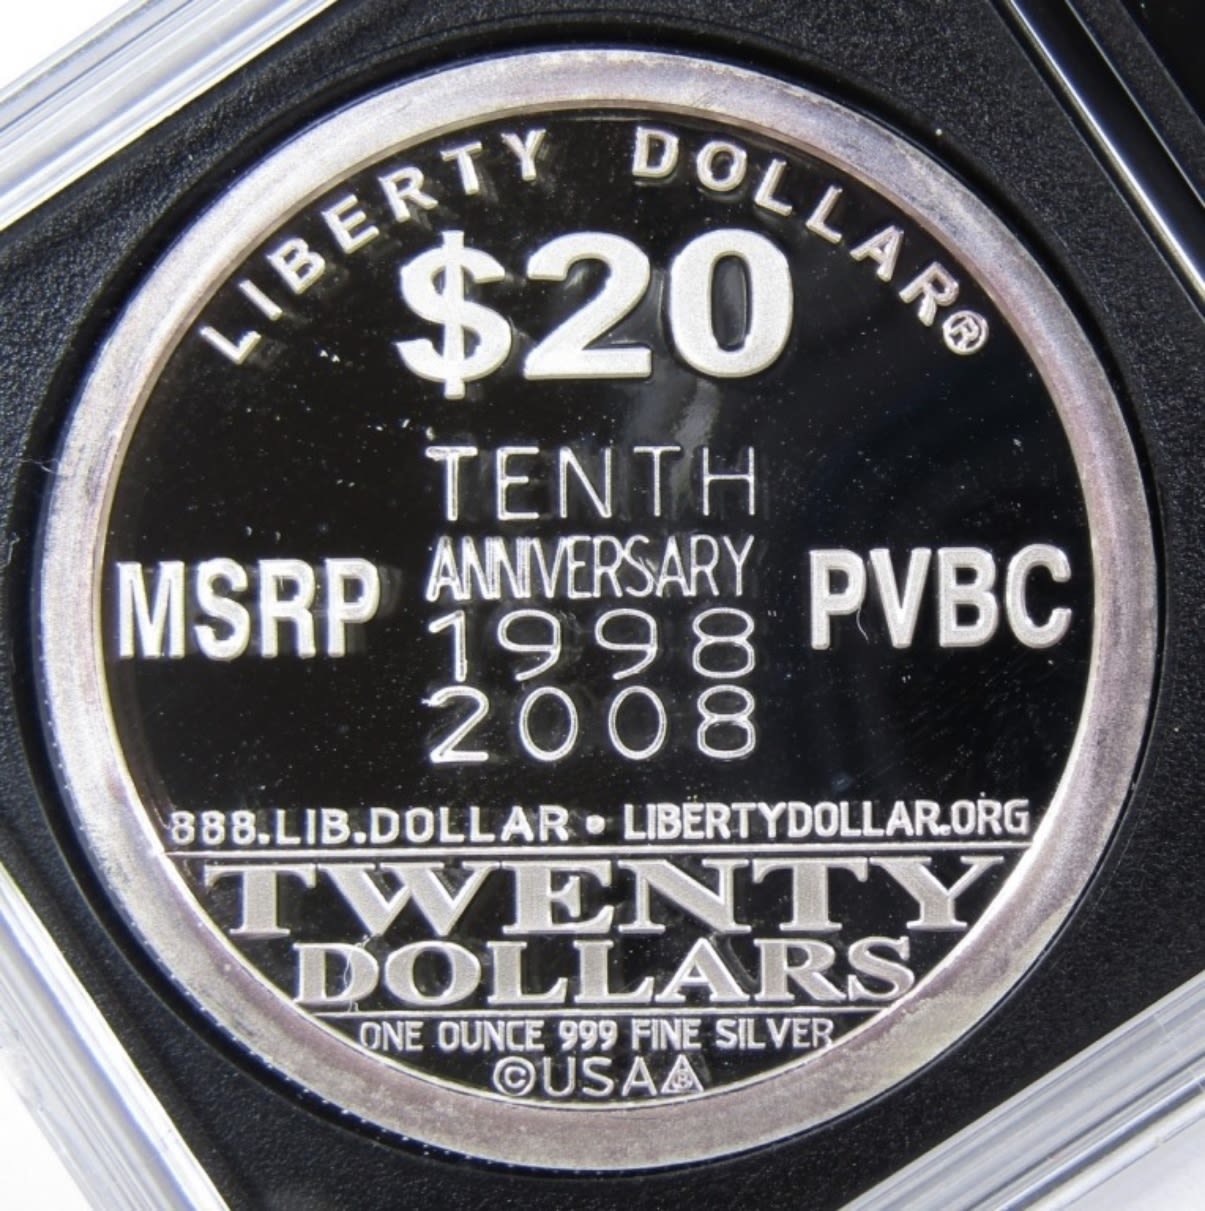 LIBERTY DOLLAR®
$20
TENTH
ANNIVERSARY
MSRP
PVBC
1998
2008
888.LIB.DOLLAR • LIBERTYDOLLAR.ORG
TWENTY
DOLLARS
ONE OUNCE 999 FINE SILVER
©USA